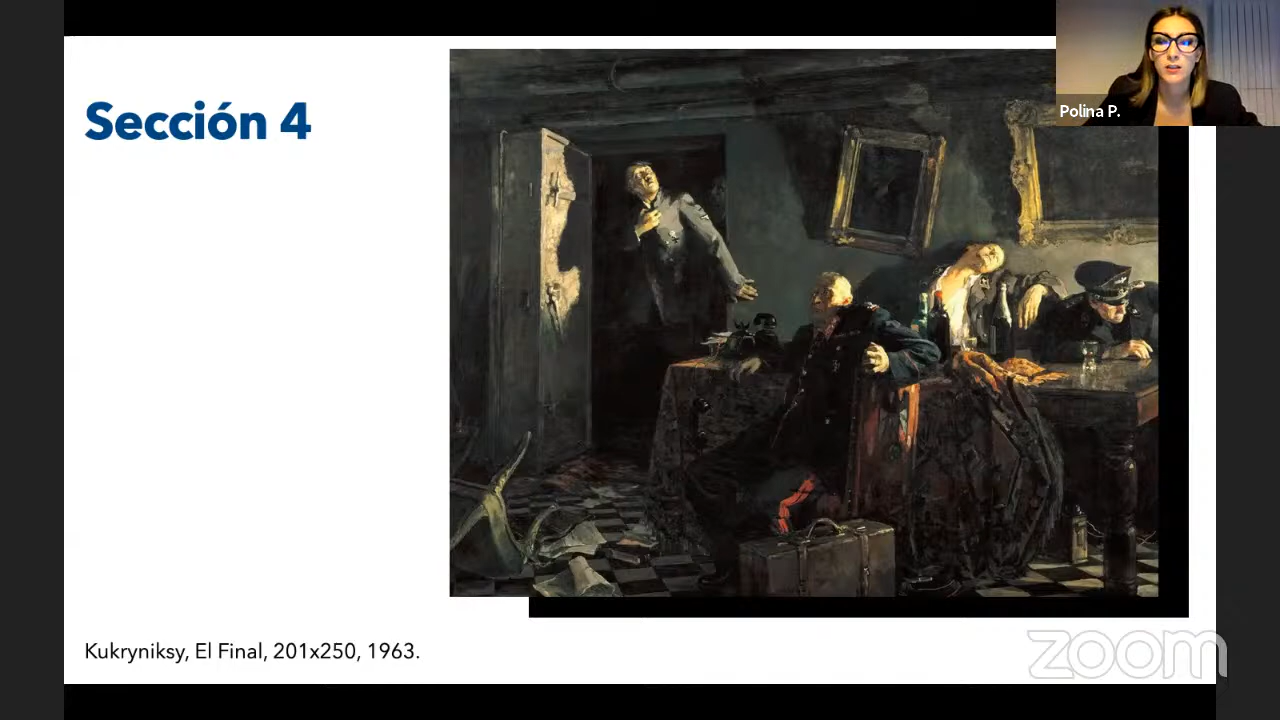 Sección 4
Polina P.
Kukryniksy, El Final, 201x250, 1963.
zoom